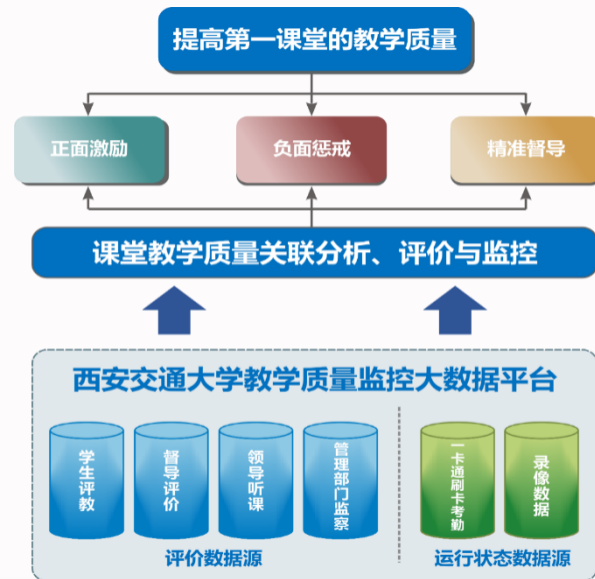 提高第一课堂的教学质量
正面激励
负面惩戒
精准督导
课堂教学质量关联分析、评价与监控
西安交通大学教学质量监控大数据平台
学生评教
督导评价
领导听课
管理部门监察
一卡通刷卡考勤
录像数据
评价数据源
运行状态数据源